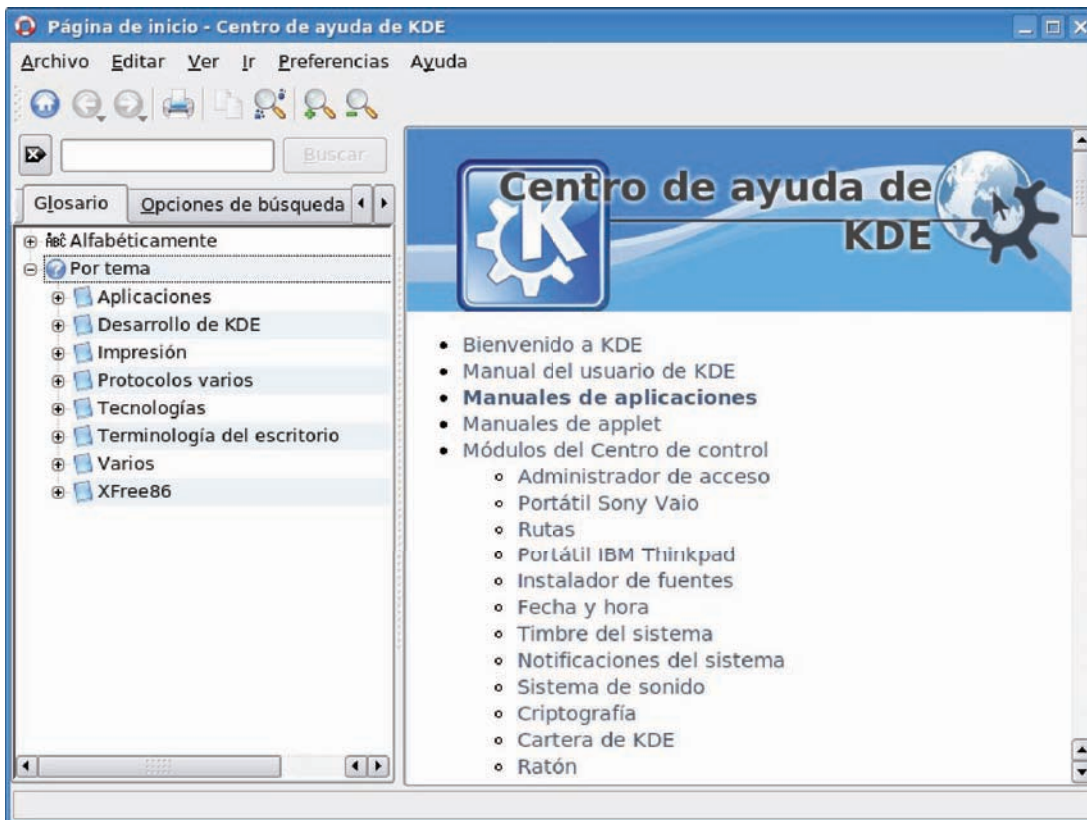 Página de inicio - Centro de ayuda de KDE
Archivo Editar Ver Ir Preferencias Ayuda
Buscar
Glosario Opciones de búsqueda
Alfabéticamente
Por tema
Aplicaciones
Desarrollo de KDE
Impresión
Protocolos varios
Tecnologías
Terminología del escritorio
Varios
XFree86
Centro de ayuda de
KDE
Bienvenido a KDE
Manual del usuario de KDE
Manuales de aplicaciones
Manuales de applet
Módulos del Centro de control
Administrador de acceso
Portátil Sony Vaio
Rutas
Portátil IBM Thinkpad
Instalador de fuentes
Fecha y hora
Timbre del sistema
Notificaciones del sistema
Sistema de sonido
Criptografía
Cartera de KDE
Ratón